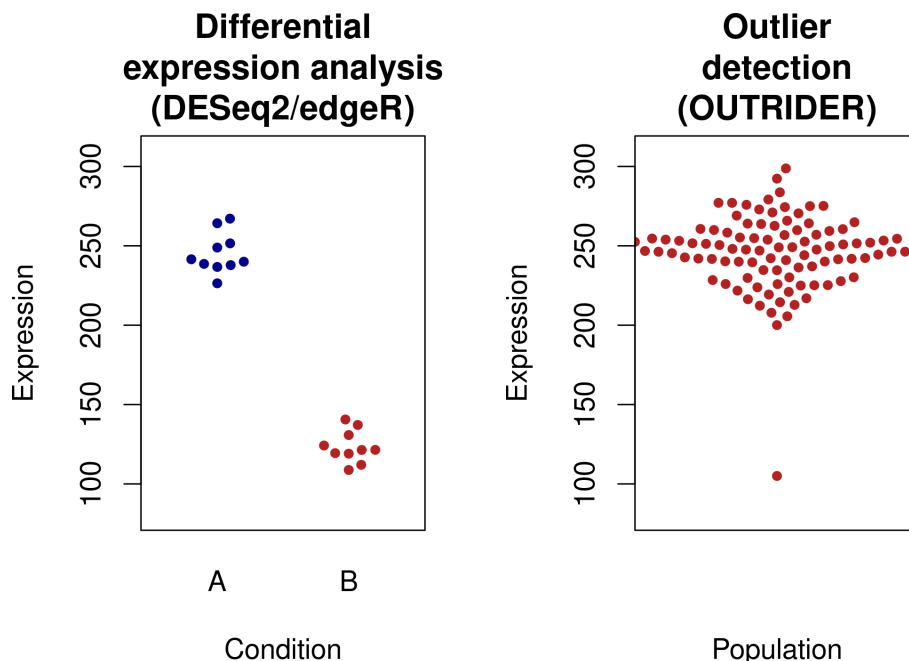 Differential
expression analysis
(DESeq2/edgeR)
Expression
300
250
200
150
100
A
B
Condition
Outlier
detection
(OUTRIDER)
Expression
300
250
200
150
100
Population